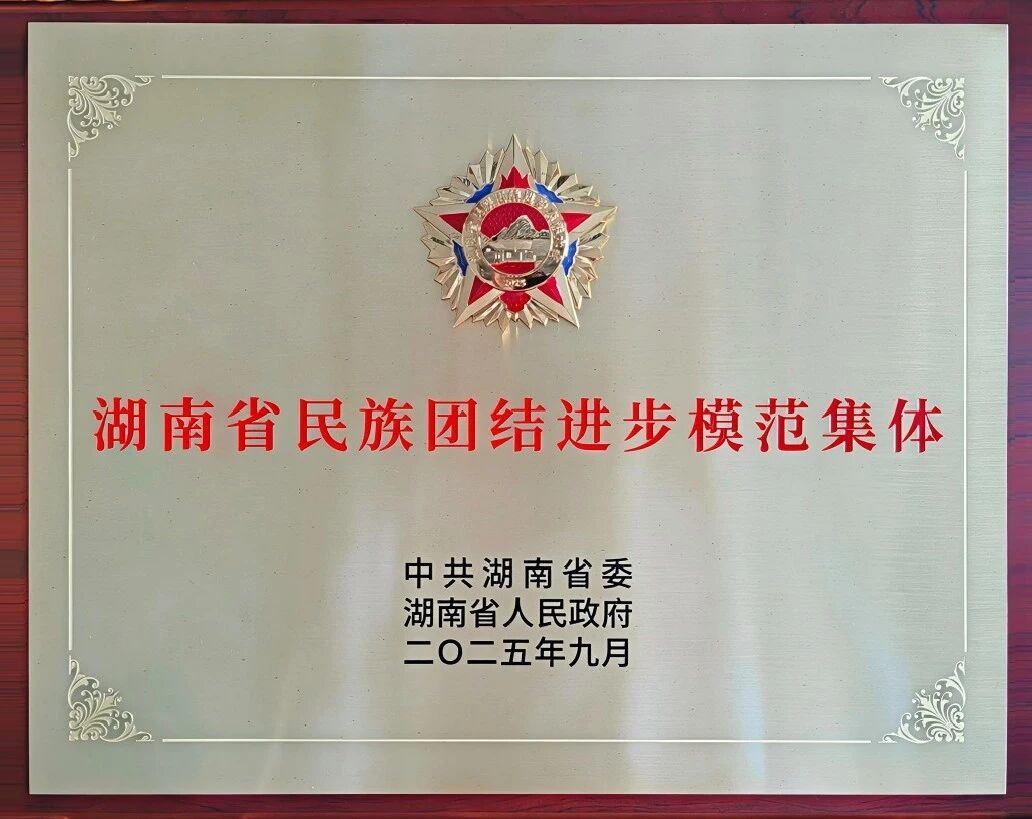 湖南省民族团结进步模范集体
中共湖南省委
湖南省人民政府
二〇二五年九月